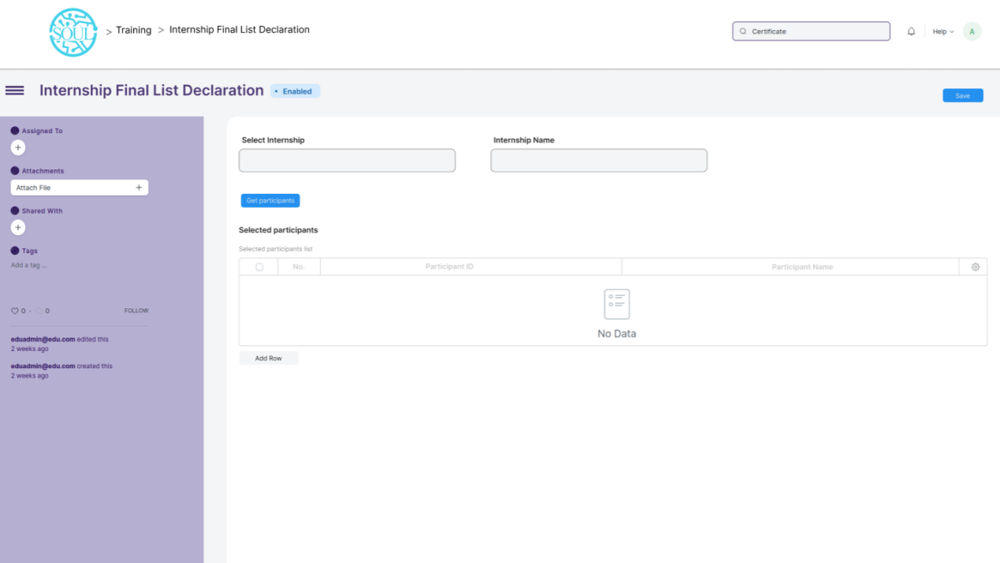 SOUL
> Training > Internship Final List Declaration
Certificate
Help
A
Internship Final List Declaration
• Enabled
Save
Assigned To
+
Attachments
Attach File +
Shared With
+
Tags
Add a tag ...
0 · 0 FOLLOW
eduadmin@edu.com edited this
2 weeks ago
eduadmin@edu.com created this
2 weeks ago
Select Internship
Internship Name
Get participants
Selected participants
Selected participants list
No. Participant ID Participant Name
No Data
Add Row